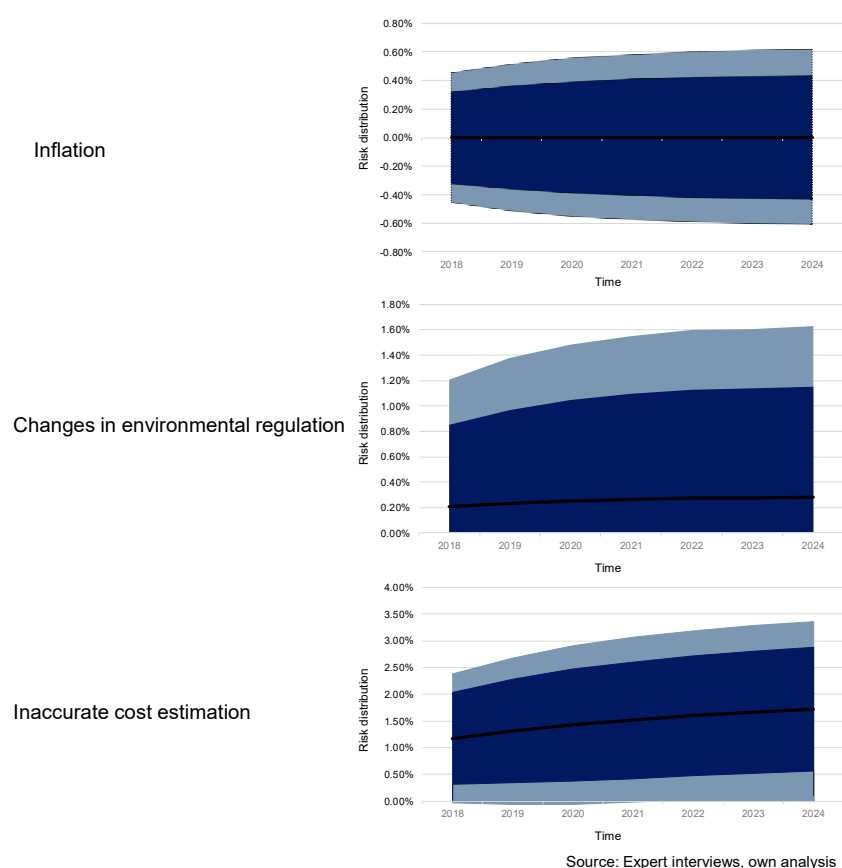 0.80%
0.60%
0.40%
0.20%
0.00%
-0.20%
-0.40%
-0.60%
-0.80%
Risk distribution
Inflation
2018 2019 2020 2021 2022 2023 2024
Time
1.80%
1.60%
1.40%
1.20%
1.00%
0.80%
0.60%
0.40%
0.20%
0.00%
Risk distribution
Changes in environmental regulation
2018 2019 2020 2021 2022 2023 2024
Time
4.00%
3.50%
3.00%
2.50%
2.00%
1.50%
1.00%
0.50%
0.00%
Risk distribution
Inaccurate cost estimation
2018 2019 2020 2021 2022 2023 2024
Time
Source: Expert interviews, own analysis